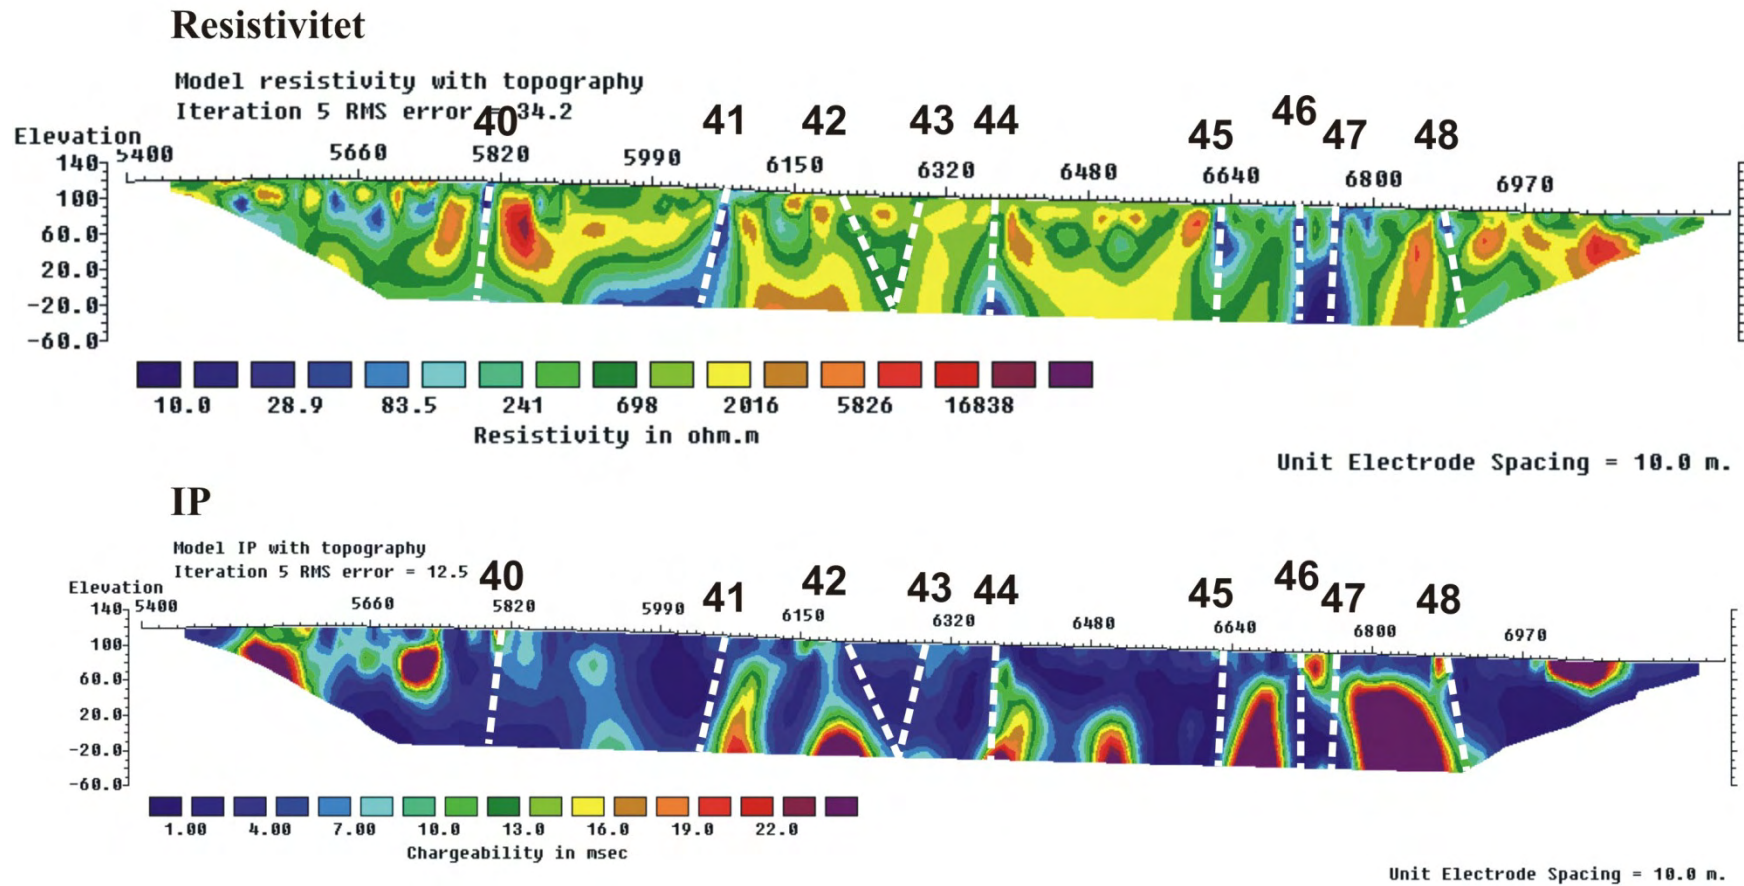 Resistivitet
Model resistivity with topography
Iteration 5 RMS error = 34.2
40 41 42 43 44 45 46 47 48
Elevation
5400 5660 5820 5990 6150 6320 6480 6640 6800 6970
140
100
60.0
20.0
-20.0
-60.0
10.0 28.9 83.5 241 698 2016 5826 16838
Resistivity in ohm.m
Unit Electrode Spacing = 10.0 m.
IP
Model IP with topography
Iteration 5 RMS error = 12.5
40 41 42 43 44 45 46 47 48
Elevation
5400 5660 5820 5990 6150 6320 6480 6640 6800 6970
140
100
60.0
20.0
-20.0
-60.0
1.00 4.00 7.00 10.0 13.0 16.0 19.0 22.0
Chargeability in msec
Unit Electrode Spacing = 10.0 m.